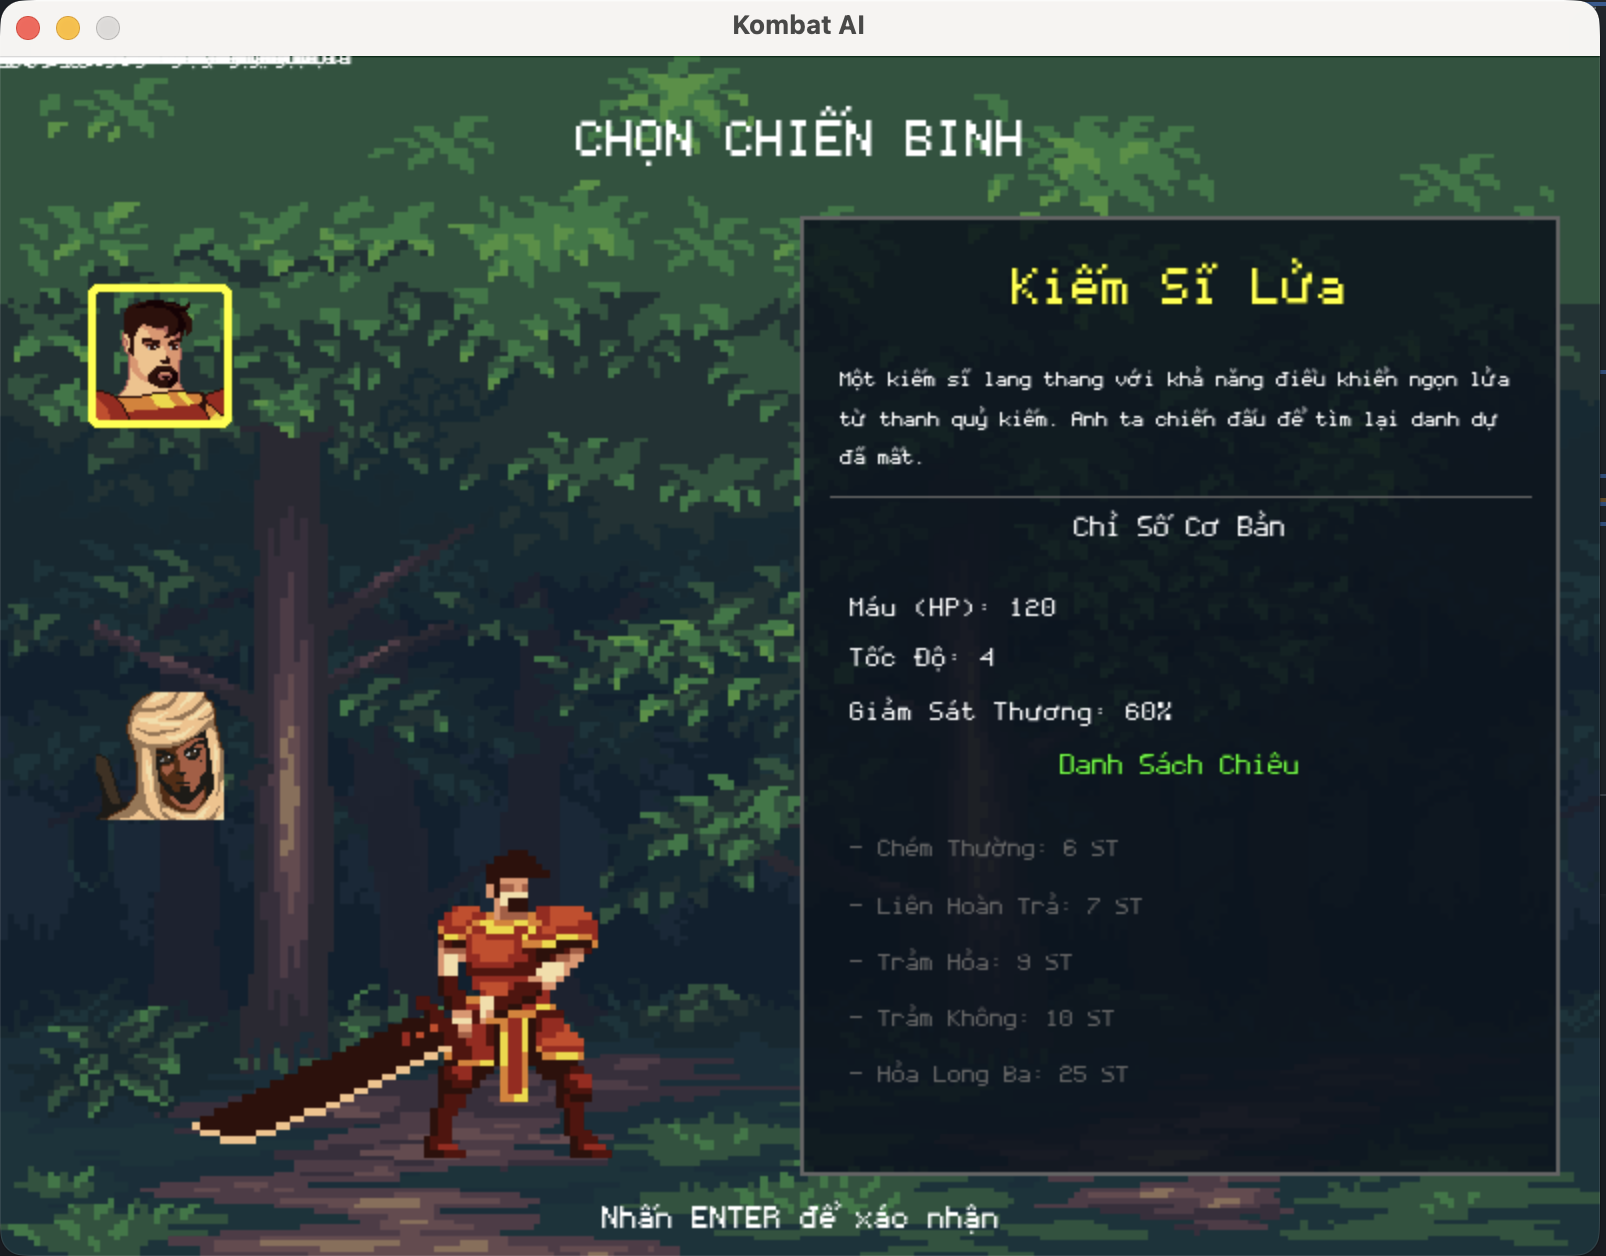 Kombat AI
CHỌN CHIẾN BINH
Kiếm Sĩ Lửa
Một kiếm sĩ lang thang với khả năng điều khiển ngọn lửa
từ thanh quỷ kiếm. Anh ta chiến đấu để tìm lại danh dự
đã mất.
Chỉ Số Cơ Bản
Máu (HP): 120
Tốc Độ: 4
Giảm Sát Thương: 60%
Danh Sách Chiêu
- Chém Thường: 6 ST
- Liên Hoàn Trả: 7 ST
- Trảm Hỏa: 9 ST
- Trảm Không: 10 ST
- Hỏa Long Ba: 25 ST
Nhấn ENTER để xác nhận